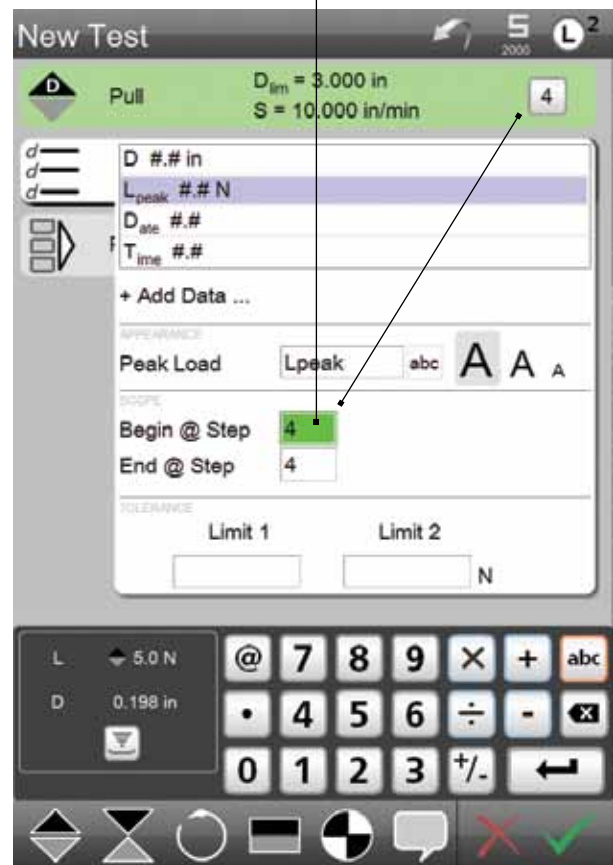 New Test
S 2000 L2
D Pull Dlim = 3.000 in 4
S = 10.000 in/min
d
d
d
D #.# in
Lpeak #.# N
Date #.#
Time #.#
+ Add Data ...
APPEARANCE
Peak Load Lpeak abc A A A
SCOPE
Begin @ Step 4
End @ Step 4
TOLERANCE
Limit 1 Limit 2
N
L 5.0 N
D 0.198 in
@ 7 8 9 × + abc
. 4 5 6 ÷ -
0 1 2 3 +/-